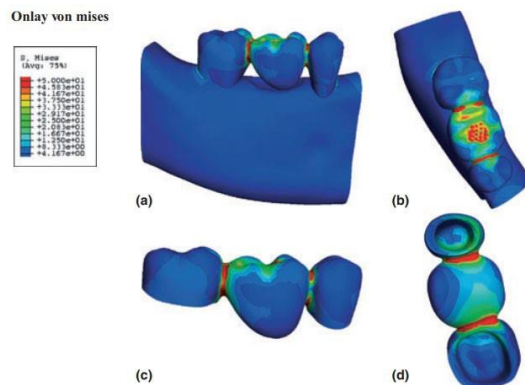 Onlay von mises
S, Mises
(Avg: 75%)
+5.000e+01
+4.583e+01
+4.167e+01
+3.750e+01
+3.333e+01
+2.917e+01
+2.500e+01
+2.083e+01
+1.667e+01
+1.250e+01
+8.333e+00
+4.167e+00
(a)
(b)
(c)
(d)